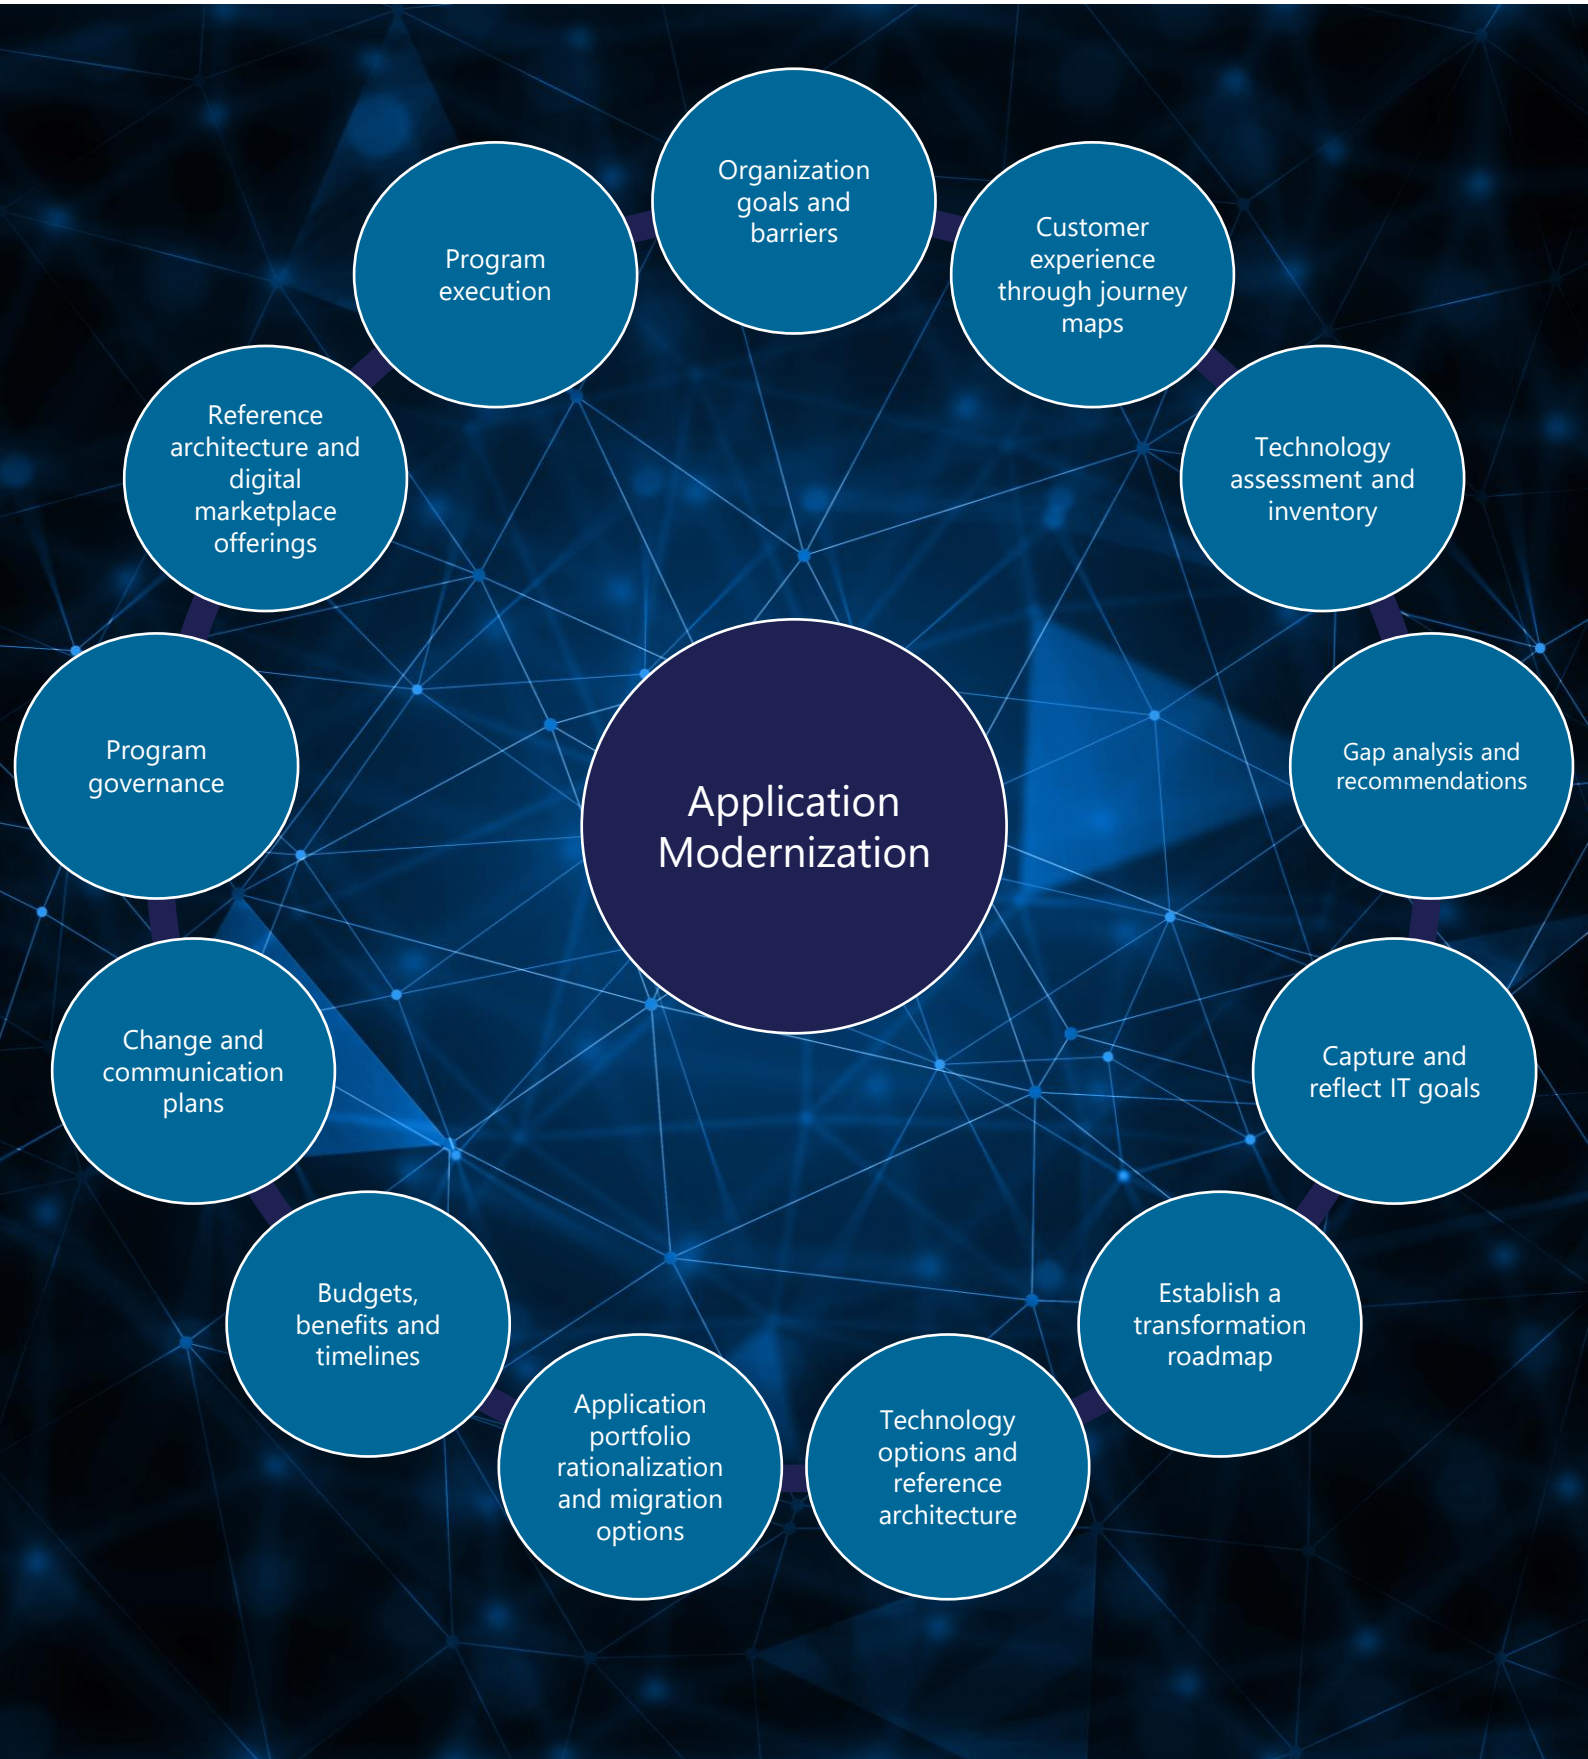 Organization
goals and
barriers
Customer
experience
through journey
maps
Technology
assessment and
inventory
Gap analysis and
recommendations
Capture and
reflect IT goals
Establish a
transformation
roadmap
Technology
options and
reference
architecture
Application
portfolio
rationalization
and migration
options
Budgets,
benefits and
timelines
Change and
communication
plans
Program
governance
Reference
architecture and
digital
marketplace
offerings
Program
execution
Application
Modernization